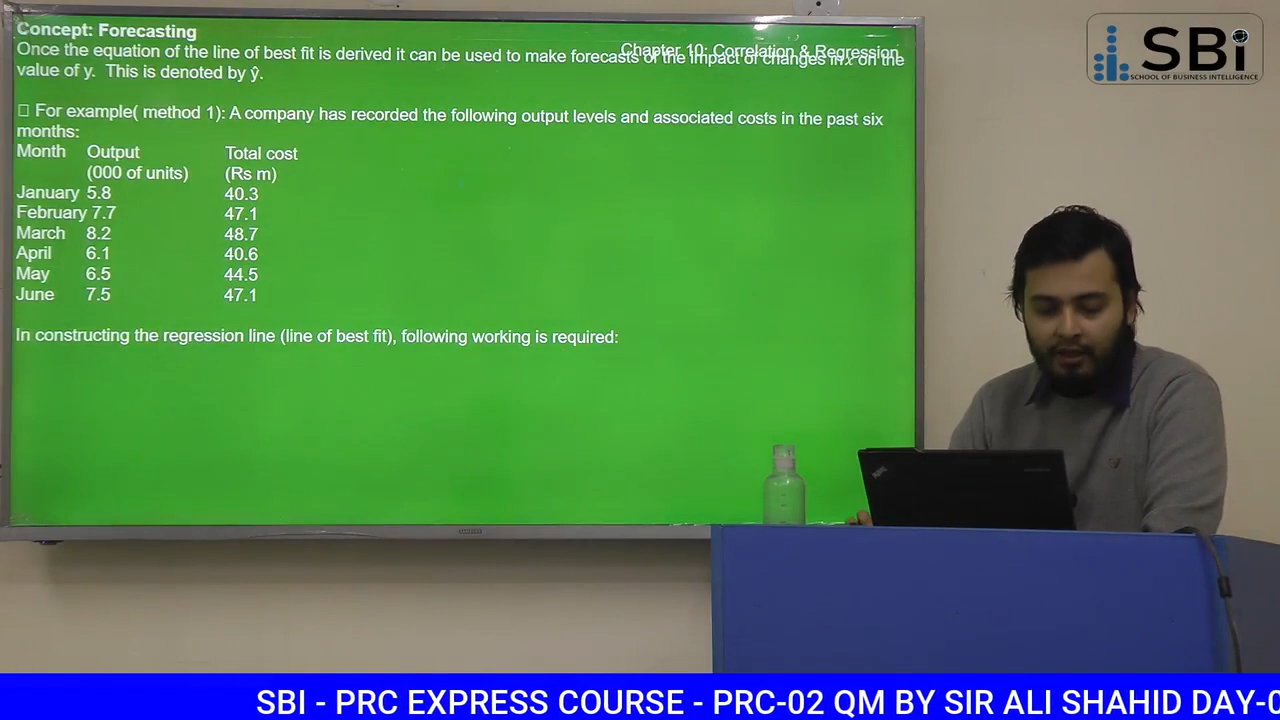 Concept: Forecasting
Chapter 10: Correlation & Regression
Once the equation of the line of best fit is derived it can be used to make forecasts of the impact of changes in x on the
value of y. This is denoted by ŷ.
□ For example( method 1): A company has recorded the following output levels and associated costs in the past six
months:
Month Output Total cost
(000 of units) (Rs m)
January 5.8 40.3
February 7.7 47.1
March 8.2 48.7
April 6.1 40.6
May 6.5 44.5
June 7.5 47.1
In constructing the regression line (line of best fit), following working is required:
SBi
SCHOOL OF BUSINESS INTELLIGENCE
SBI - PRC EXPRESS COURSE - PRC-02 QM BY SIR ALI SHAHID DAY-0